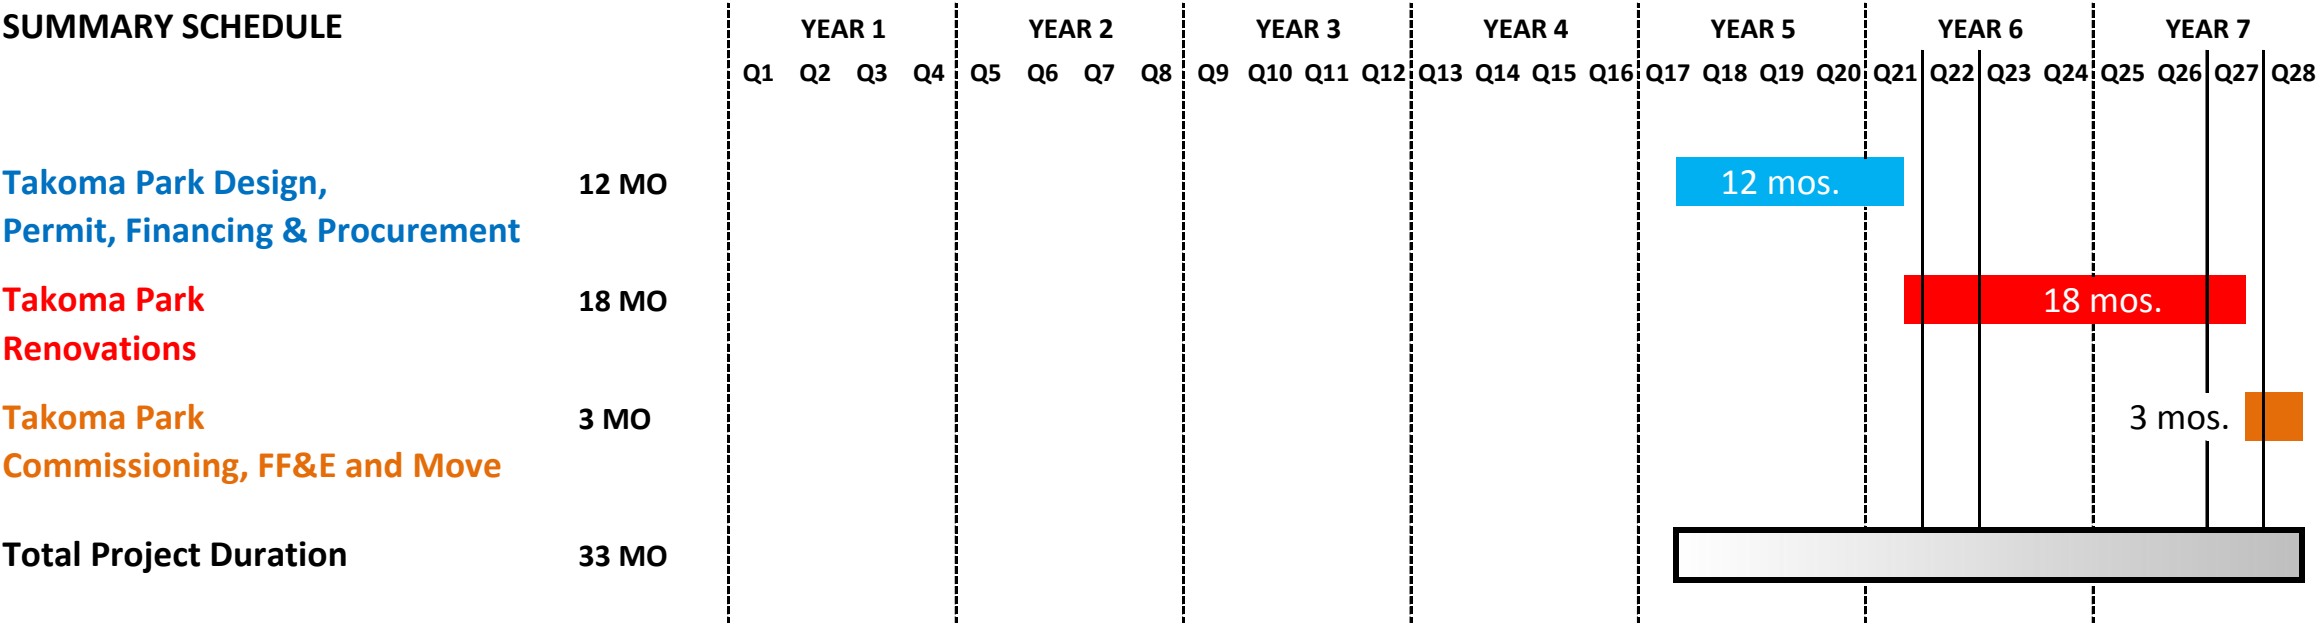 SUMMARY SCHEDULE
YEAR 1 YEAR 2 YEAR 3 YEAR 4 YEAR 5 YEAR 6 YEAR 7
Q1 Q2 Q3 Q4 Q5 Q6 Q7 Q8 Q9 Q10 Q11 Q12 Q13 Q14 Q15 Q16 Q17 Q18 Q19 Q20 Q21 Q22 Q23 Q24 Q25 Q26 Q27 Q28
Takoma Park Design, 12 MO 12 mos.
Permit, Financing & Procurement
Takoma Park 18 MO 18 mos.
Renovations
Takoma Park 3 MO 3 mos.
Commissioning, FF&E and Move
Total Project Duration 33 MO